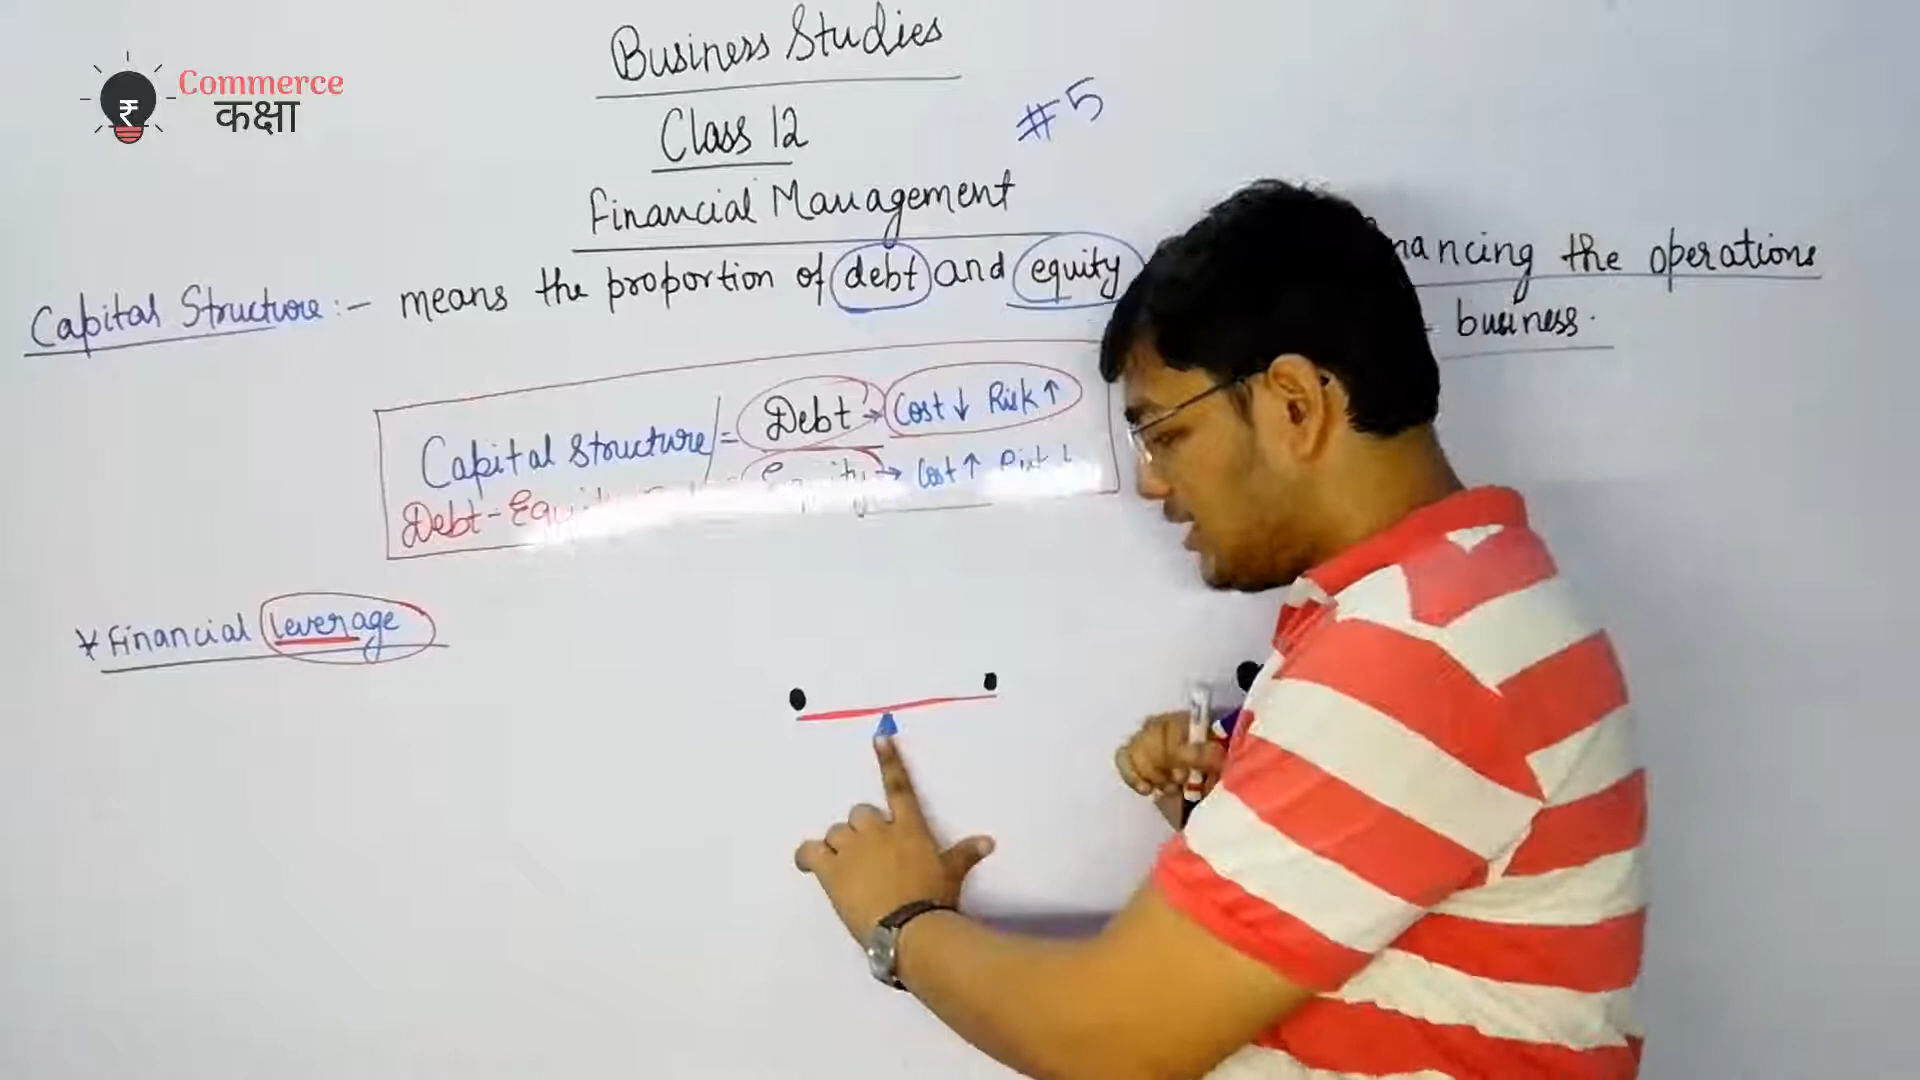 Commerce
कक्षा
₹
Business Studies
Class 12
#5
Financial Management
Capital Structure :- means the proportion of debt and equity
nancing the operations
business.
Capital Structure = Debt → Cost ↓ Risk ↑
→ Cost ↑
Debt-
* Financial leverage